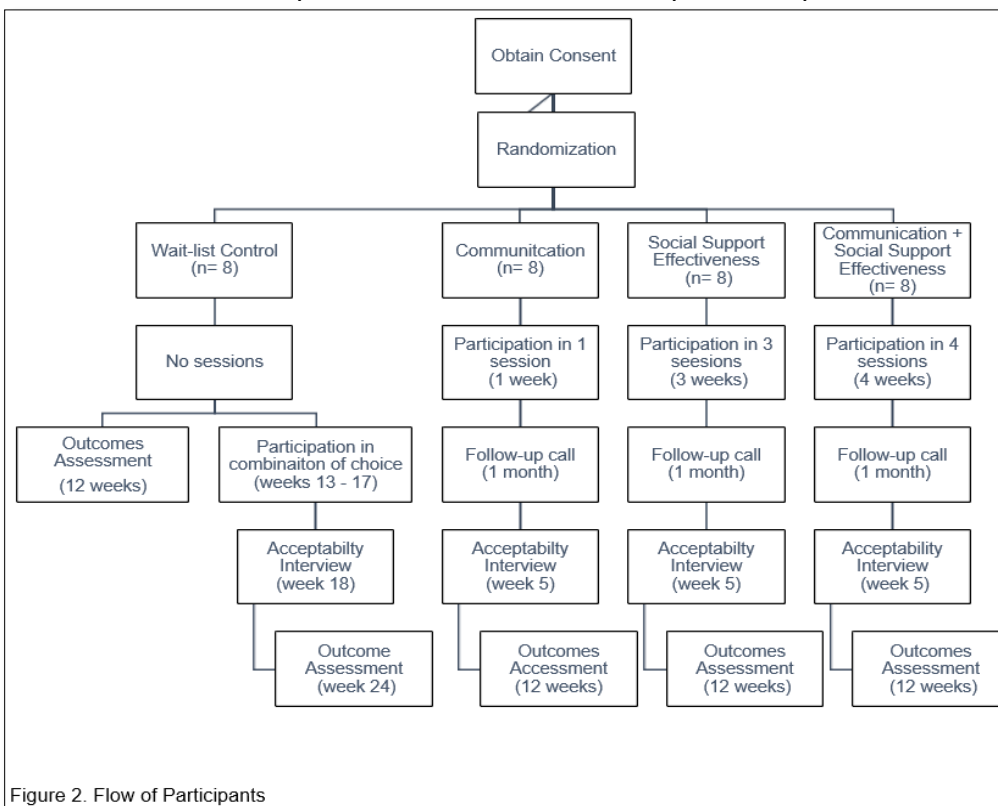 Obtain Consent
Randomization
Wait-list Control
(n= 8)
Communitcation
(n= 8)
Social Support
Effectiveness
(n= 8)
Communication +
Social Support
Effectiveness
(n= 8)
No sessions
Participation in 1
session
(1 week)
Participation in 3
seesions
(3 weeks)
Participation in 4
sessions
(4 weeks)
Outcomes
Assessment
(12 weeks)
Participation in
combinaiton of choice
(weeks 13 - 17)
Follow-up call
(1 month)
Follow-up call
(1 month)
Follow-up call
(1 month)
Acceptabilty
Interview
(week 18)
Acceptabilty
Interview
(week 5)
Acceptabilty
Interview
(week 5)
Acceptability
Interview
(week 5)
Outcome
Assessment
(week 24)
Outcomes
Accessment
(12 weeks)
Outcomes
Assessment
(12 weeks)
Outcomes
Assessment
(12 weeks)
Figure 2. Flow of Participants